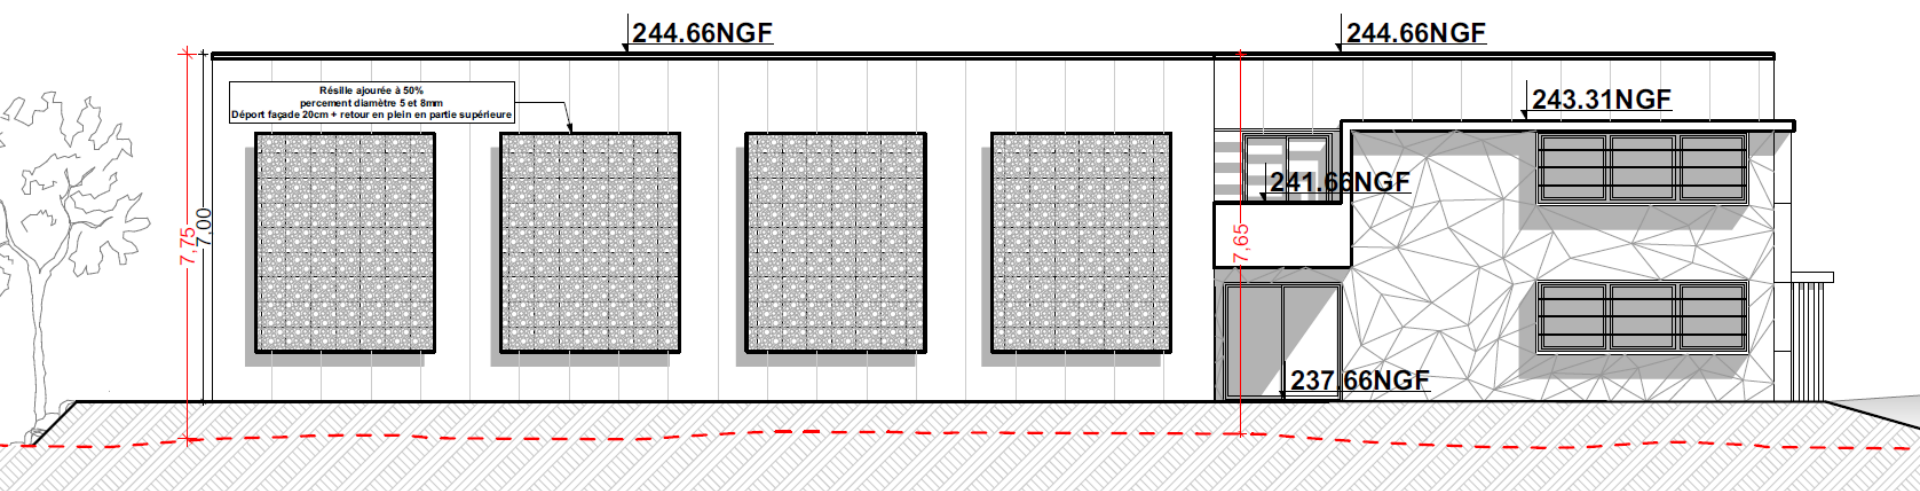 244.66NGF
244.66NGF
Résille ajourée à 50%
percement diamètre 5 et 8mm
Déport façade 20cm + retour en plein en partie supérieure
243.31NGF
241.66NGF
7,75
7,00
7,65
237.66NGF